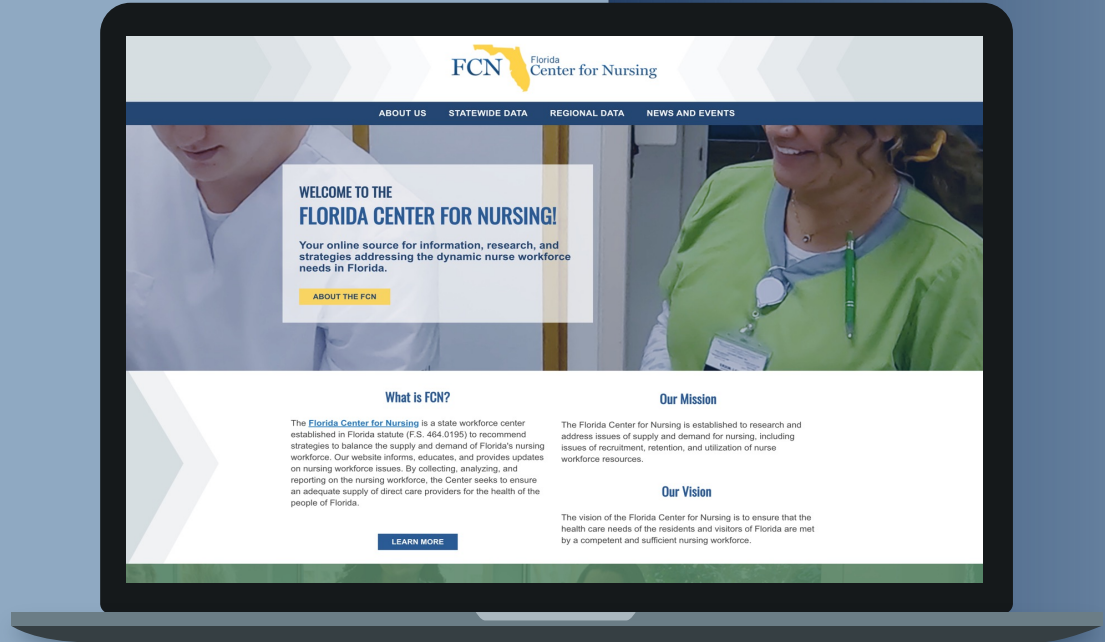 FCN
Florida
Center for Nursing
ABOUT US STATEWIDE DATA REGIONAL DATA NEWS AND EVENTS
WELCOME TO THE
FLORIDA CENTER FOR NURSING!
Your online source for information, research, and
strategies addressing the dynamic nurse workforce
needs in Florida.
ABOUT THE FCN
What is FCN?
The Florida Center for Nursing is a state workforce center
established in Florida statute (F.S. 464.0195) to recommend
strategies to balance the supply and demand of Florida's nursing
workforce. Our website informs, educates, and provides updates
on nursing workforce issues. By collecting, analyzing, and
reporting on the nursing workforce, the Center seeks to ensure
an adequate supply of direct care providers for the health of the
people of Florida.
LEARN MORE
Our Mission
The Florida Center for Nursing is established to research and
address issues of supply and demand for nursing, including
issues of recruitment, retention, and utilization of nurse
workforce resources.
Our Vision
The vision of the Florida Center for Nursing is to ensure that the
health care needs of the residents and visitors of Florida are met
by a competent and sufficient nursing workforce.